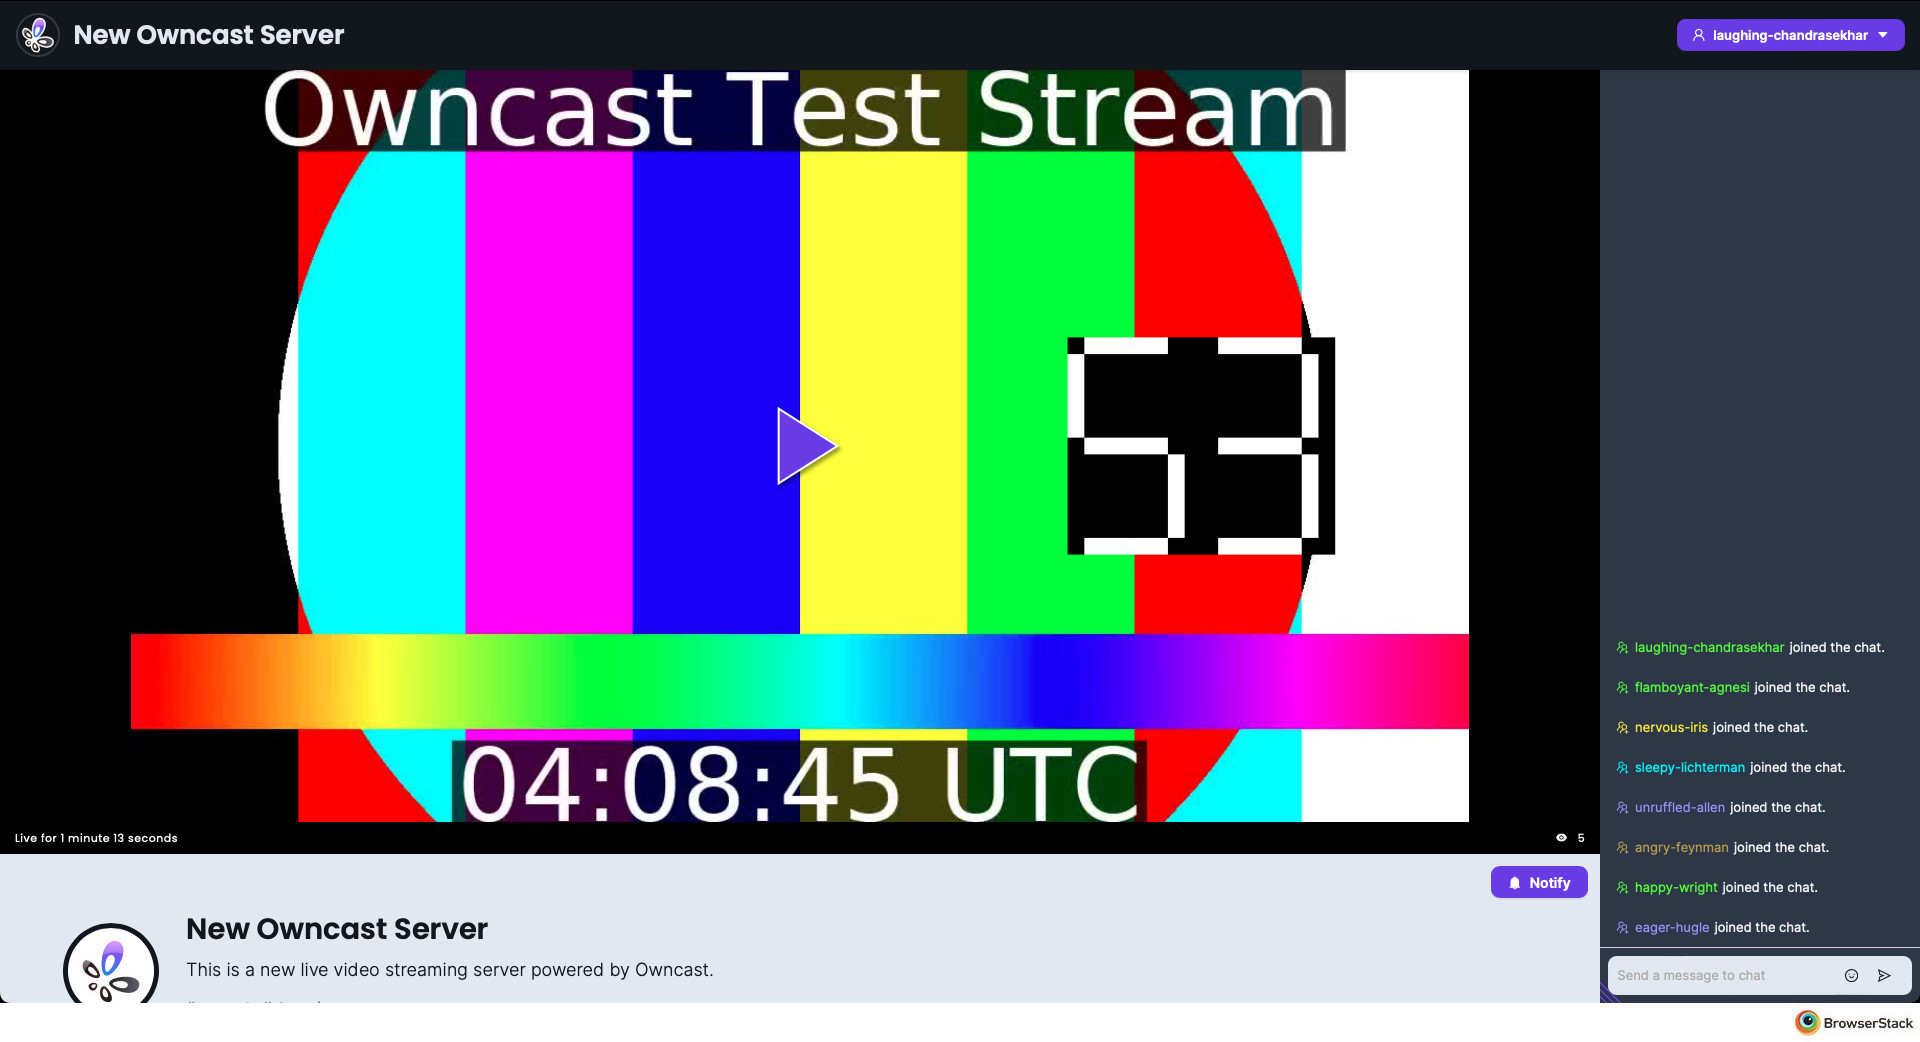 New Owncast Server
laughing-chandrasekhar
Owncast Test Stream
53
04:08:45 UTC
Live for 1 minute 13 seconds
5
Notify
New Owncast Server
This is a new live video streaming server powered by Owncast.
laughing-chandrasekhar joined the chat.
flamboyant-agnesi joined the chat.
nervous-iris joined the chat.
sleepy-lichterman joined the chat.
unruffled-allen joined the chat.
angry-feynman joined the chat.
happy-wright joined the chat.
eager-hugle joined the chat.
Send a message to chat
BrowserStack